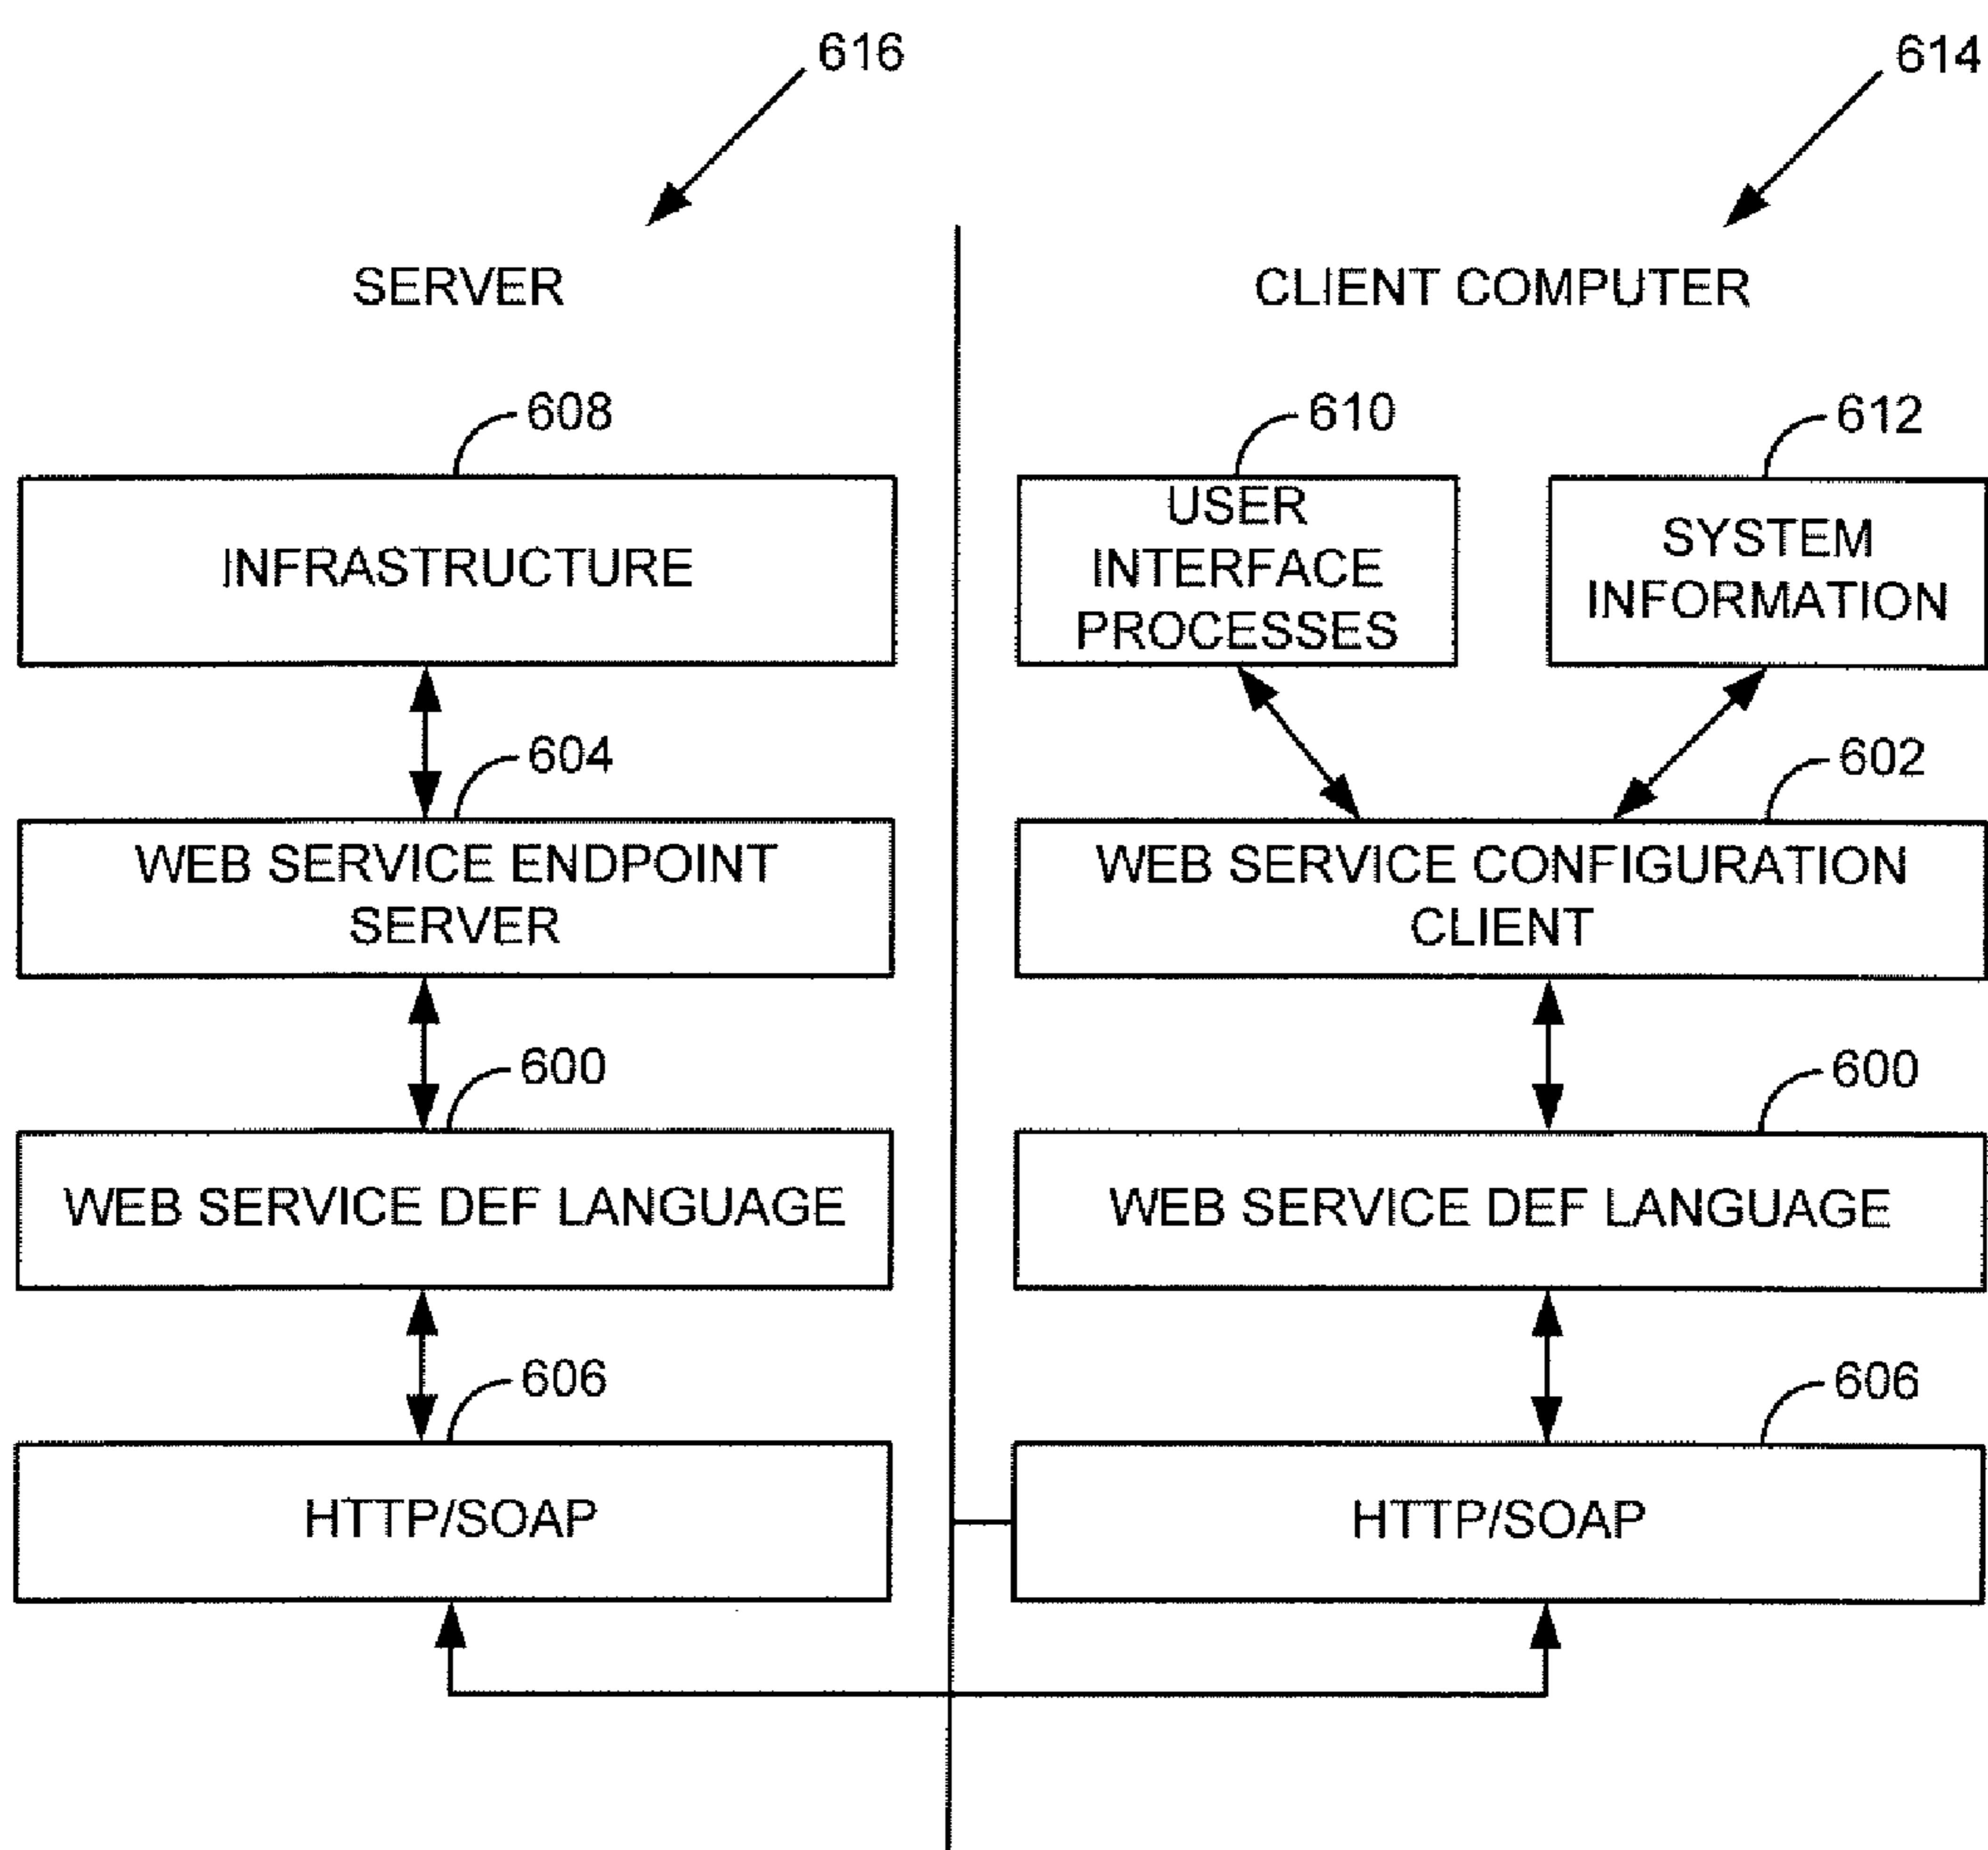 616
614
SERVER
CLIENT COMPUTER
608
610
612
INFRASTRUCTURE
USER
INTERFACE
PROCESSES
SYSTEM
INFORMATION
604
602
WEB SERVICE ENDPOINT
SERVER
WEB SERVICE CONFIGURATION
CLIENT
600
600
WEB SERVICE DEF LANGUAGE
WEB SERVICE DEF LANGUAGE
606
606
HTTP/SOAP
HTTP/SOAP